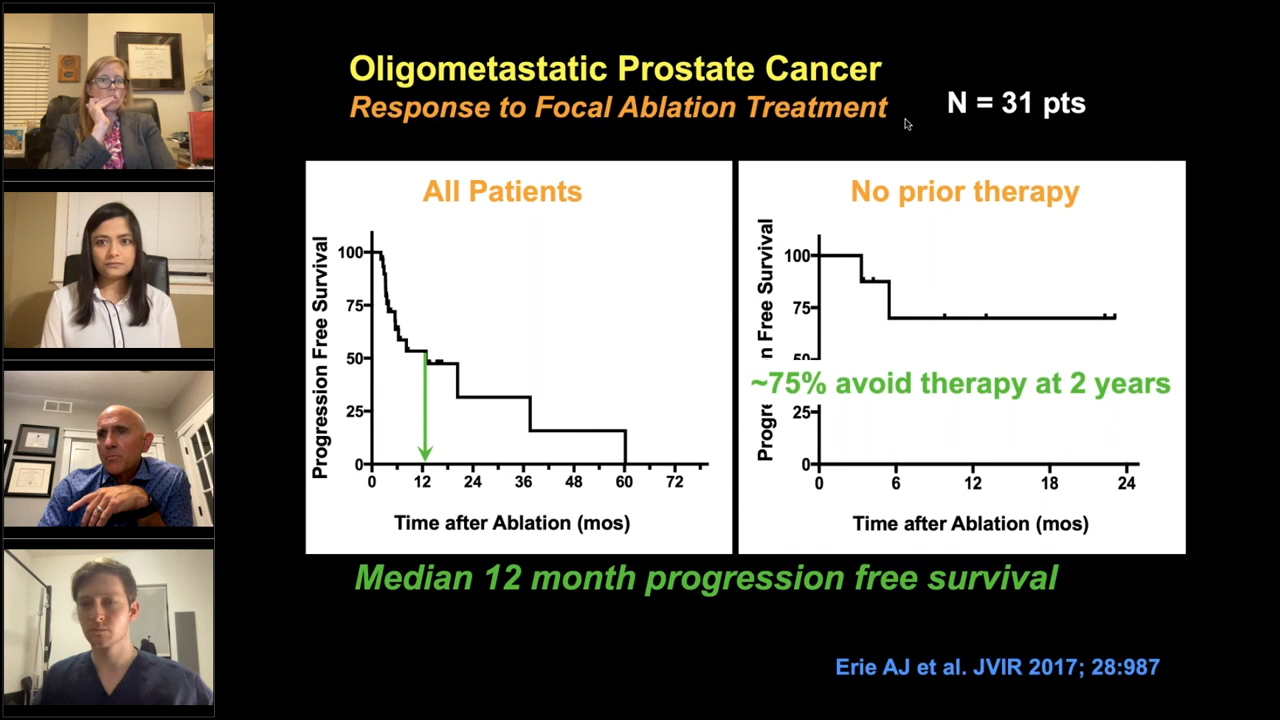 Oligometastatic Prostate Cancer
Response to Focal Ablation Treatment
N = 31 pts
All Patients
Progression Free Survival
100
75
50
25
0
0 12 24 36 48 60 72
Time after Ablation (mos)
No prior therapy
n Free Survival
Progre
100
75
50
~75% avoid therapy at 2 years
25
0
0 6 12 18 24
Time after Ablation (mos)
Median 12 month progression free survival
Erie AJ et al. JVIR 2017; 28:987